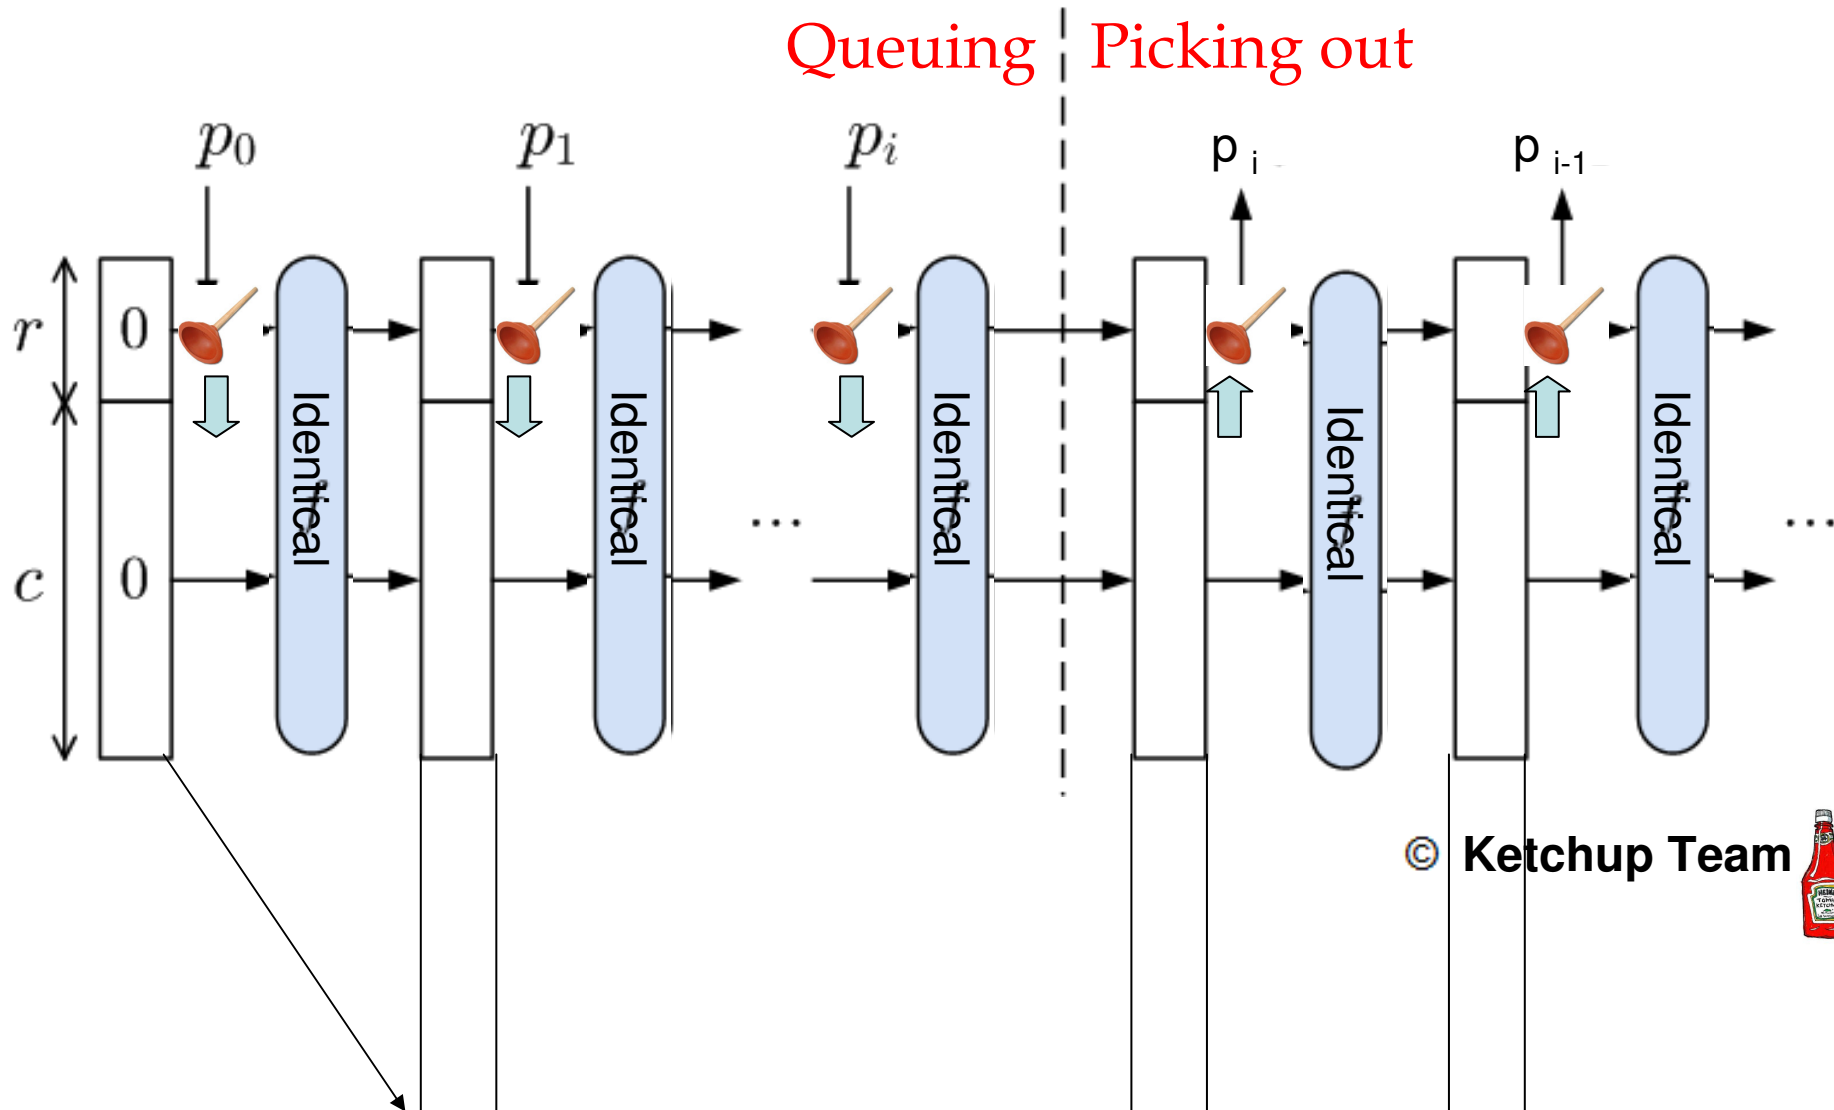 Queuing Picking out
p0 p1 pi p i p i-1
r 0
Identical Identical Identical Identical Identical
...
...
c 0
© Ketchup Team